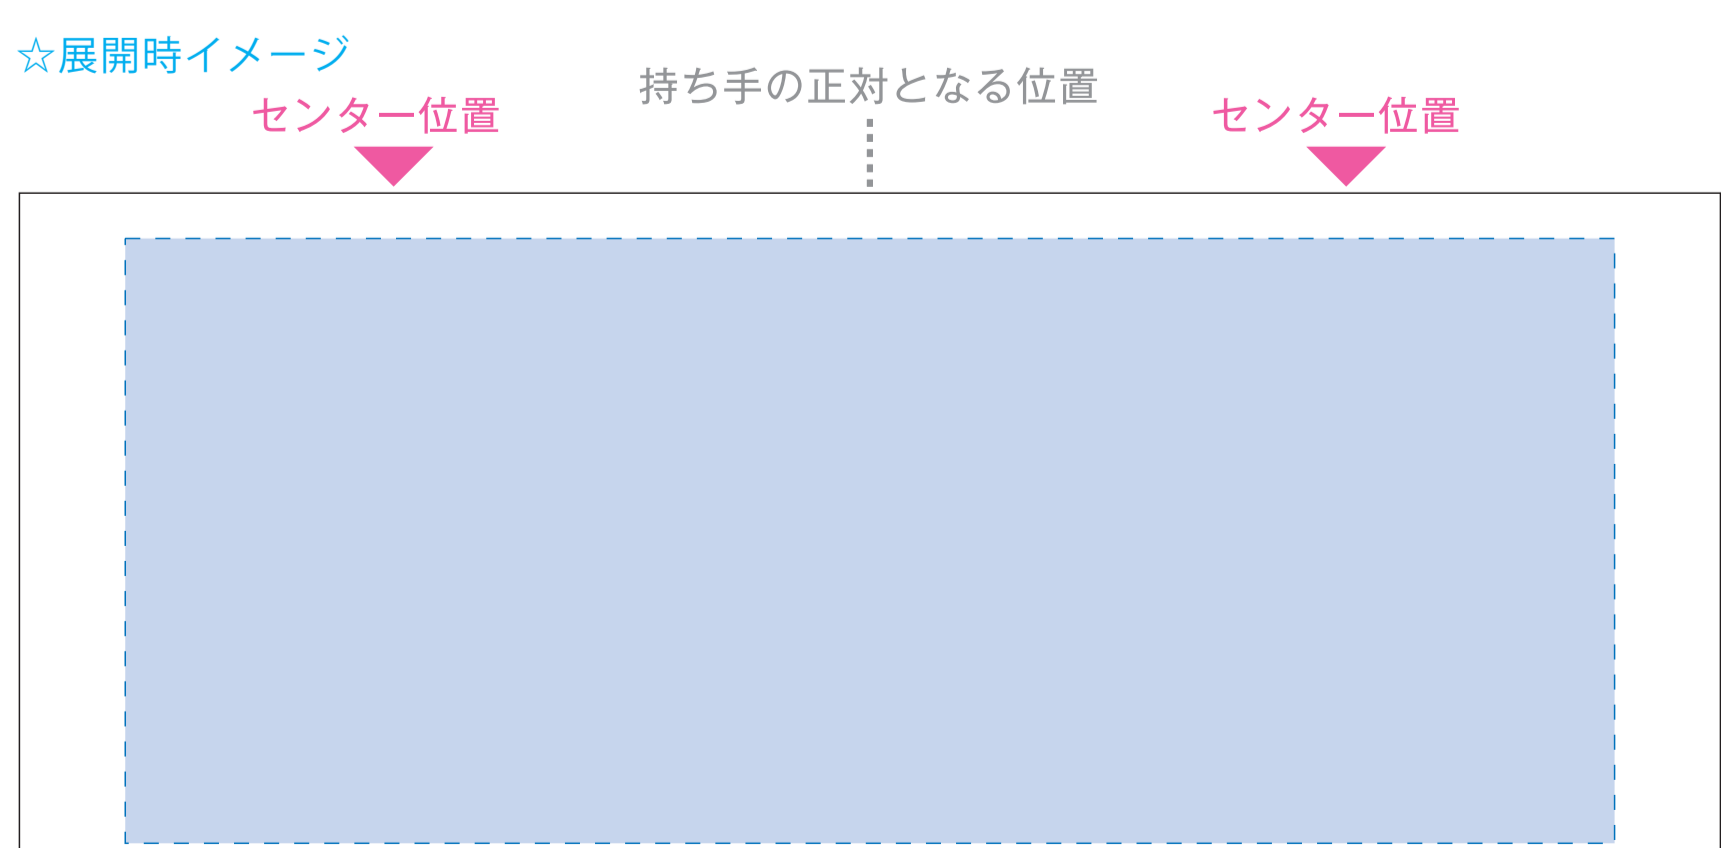 ☆展開時イメージ
持ち手の正対となる位置
センター位置
センター位置